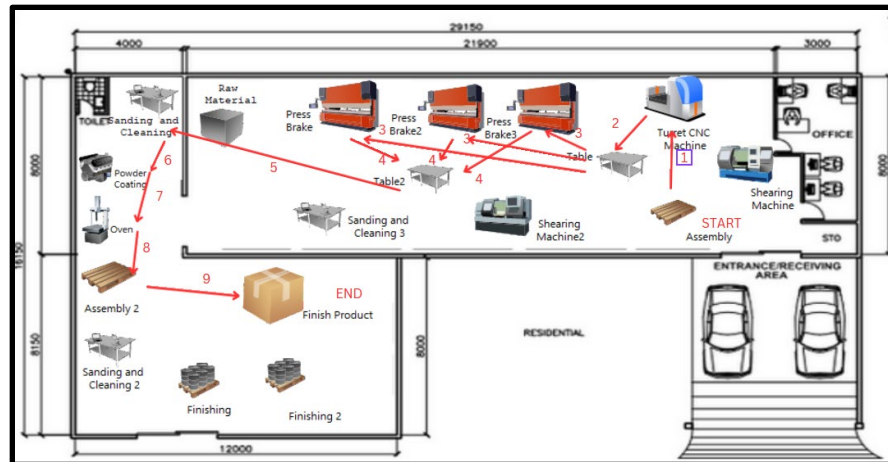 29150
4000
21900
3000
TOILET
Sanding and
Cleaning
Raw
Material
Press
Brake
3
Press
Brake2
3
Press
Brake3
3
2
Turet CNC
Machine
1
OFFICE
8000
6
Powder
Coating
7
5
4
4
4
Table
Table2
Shearing
Machine
8000
Oven
Sanding and
Cleaning 3
Shearing
Machine2
START
Assembly
STO
16150
8
9
Assembly 2
END
Finish Product
ENTRANCE/RECEIVING
AREA
RESIDENTIAL
8150
8000
Sanding and
Cleaning 2
Finishing
Finishing 2
12000